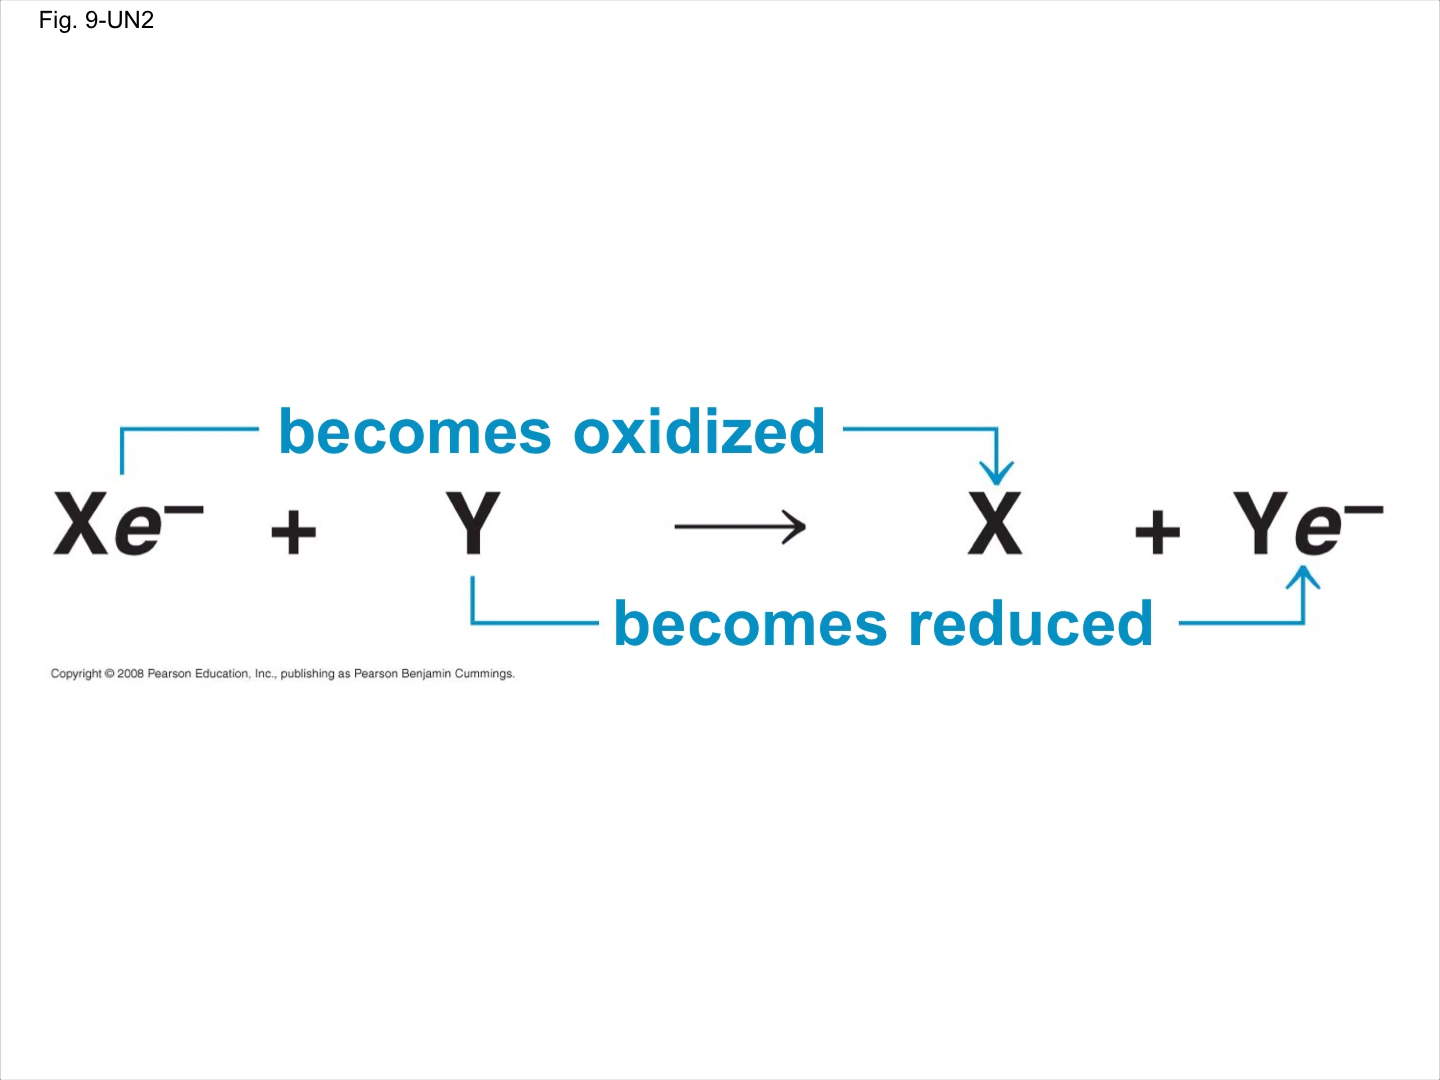 Fig. 9-UN2
becomes oxidized
Xe– + Y → X + Ye–
becomes reduced
Copyright © 2008 Pearson Education, Inc., publishing as Pearson Benjamin Cummings.